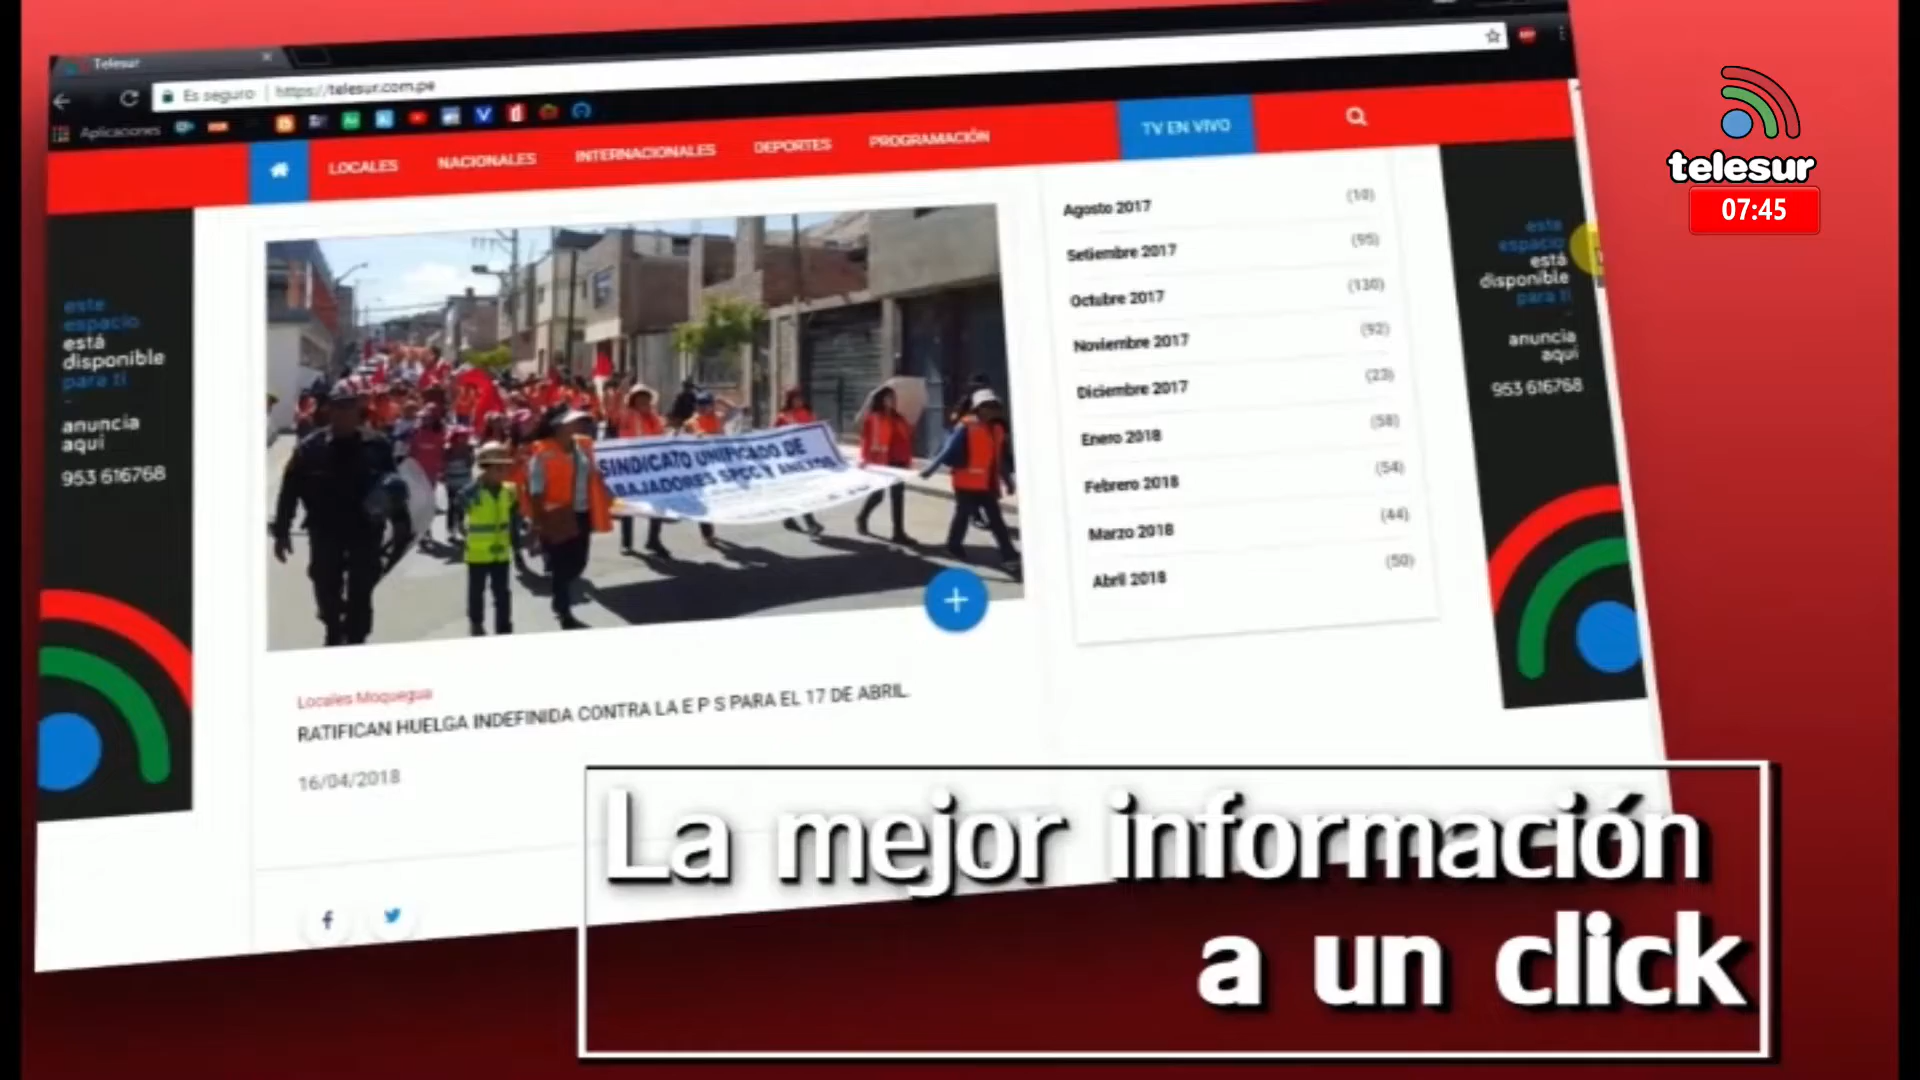 Telesur
Es seguro | https://telesur.com.pe
Aplicaciones
LOCALES NACIONALES INTERNACIONALES DEPORTES PROGRAMACIÓN TV EN VIVO
telesur
07:45
este
espacio
está
disponible
para ti
anuncia
aquí
953 616768
SINDICATO UNIFICADO DE
BAJADORES SPCC Y ANEXOS
Agosto 2017 (10)
Setiembre 2017 (95)
Octubre 2017 (130)
Noviembre 2017 (92)
Diciembre 2017 (23)
Enero 2018 (58)
Febrero 2018 (54)
Marzo 2018 (44)
Abril 2018 (50)
este
espacio
está
disponible
para ti
anuncia
aquí
953 616768
Locales Moquegua
RATIFICAN HUELGA INDEFINIDA CONTRA LA E P S PARA EL 17 DE ABRIL.
16/04/2018
La mejor información
a un click